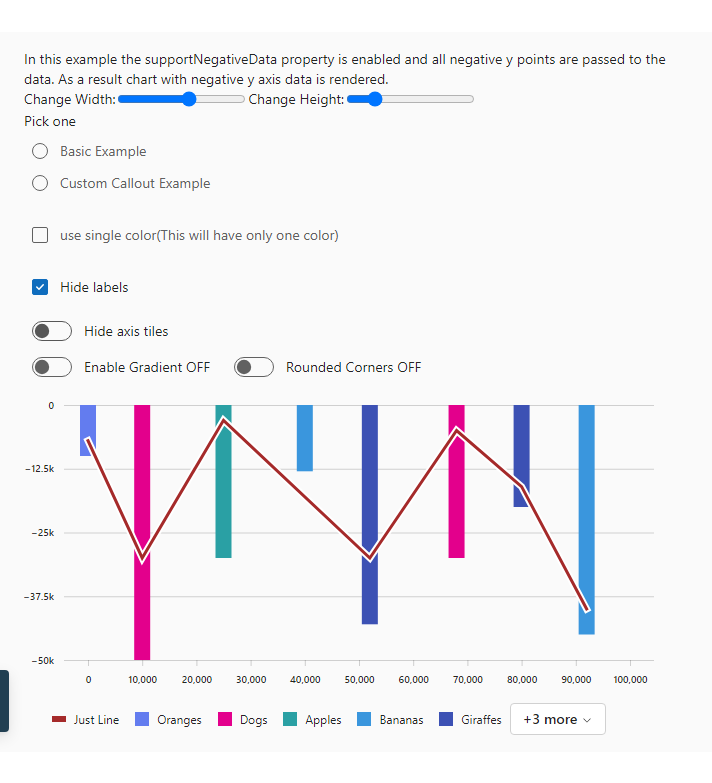 In this example the supportNegativeData property is enabled and all negative y points are passed to the
data. As a result chart with negative y axis data is rendered.
Change Width: Change Height:
Pick one
Basic Example
Custom Callout Example
use single color(This will have only one color)
Hide labels
Hide axis tiles
Enable Gradient OFF Rounded Corners OFF
0
−12.5k
−25k
−37.5k
−50k
0 10,000 20,000 30,000 40,000 50,000 60,000 70,000 80,000 90,000 100,000
Just Line Oranges Dogs Apples Bananas Giraffes +3 more